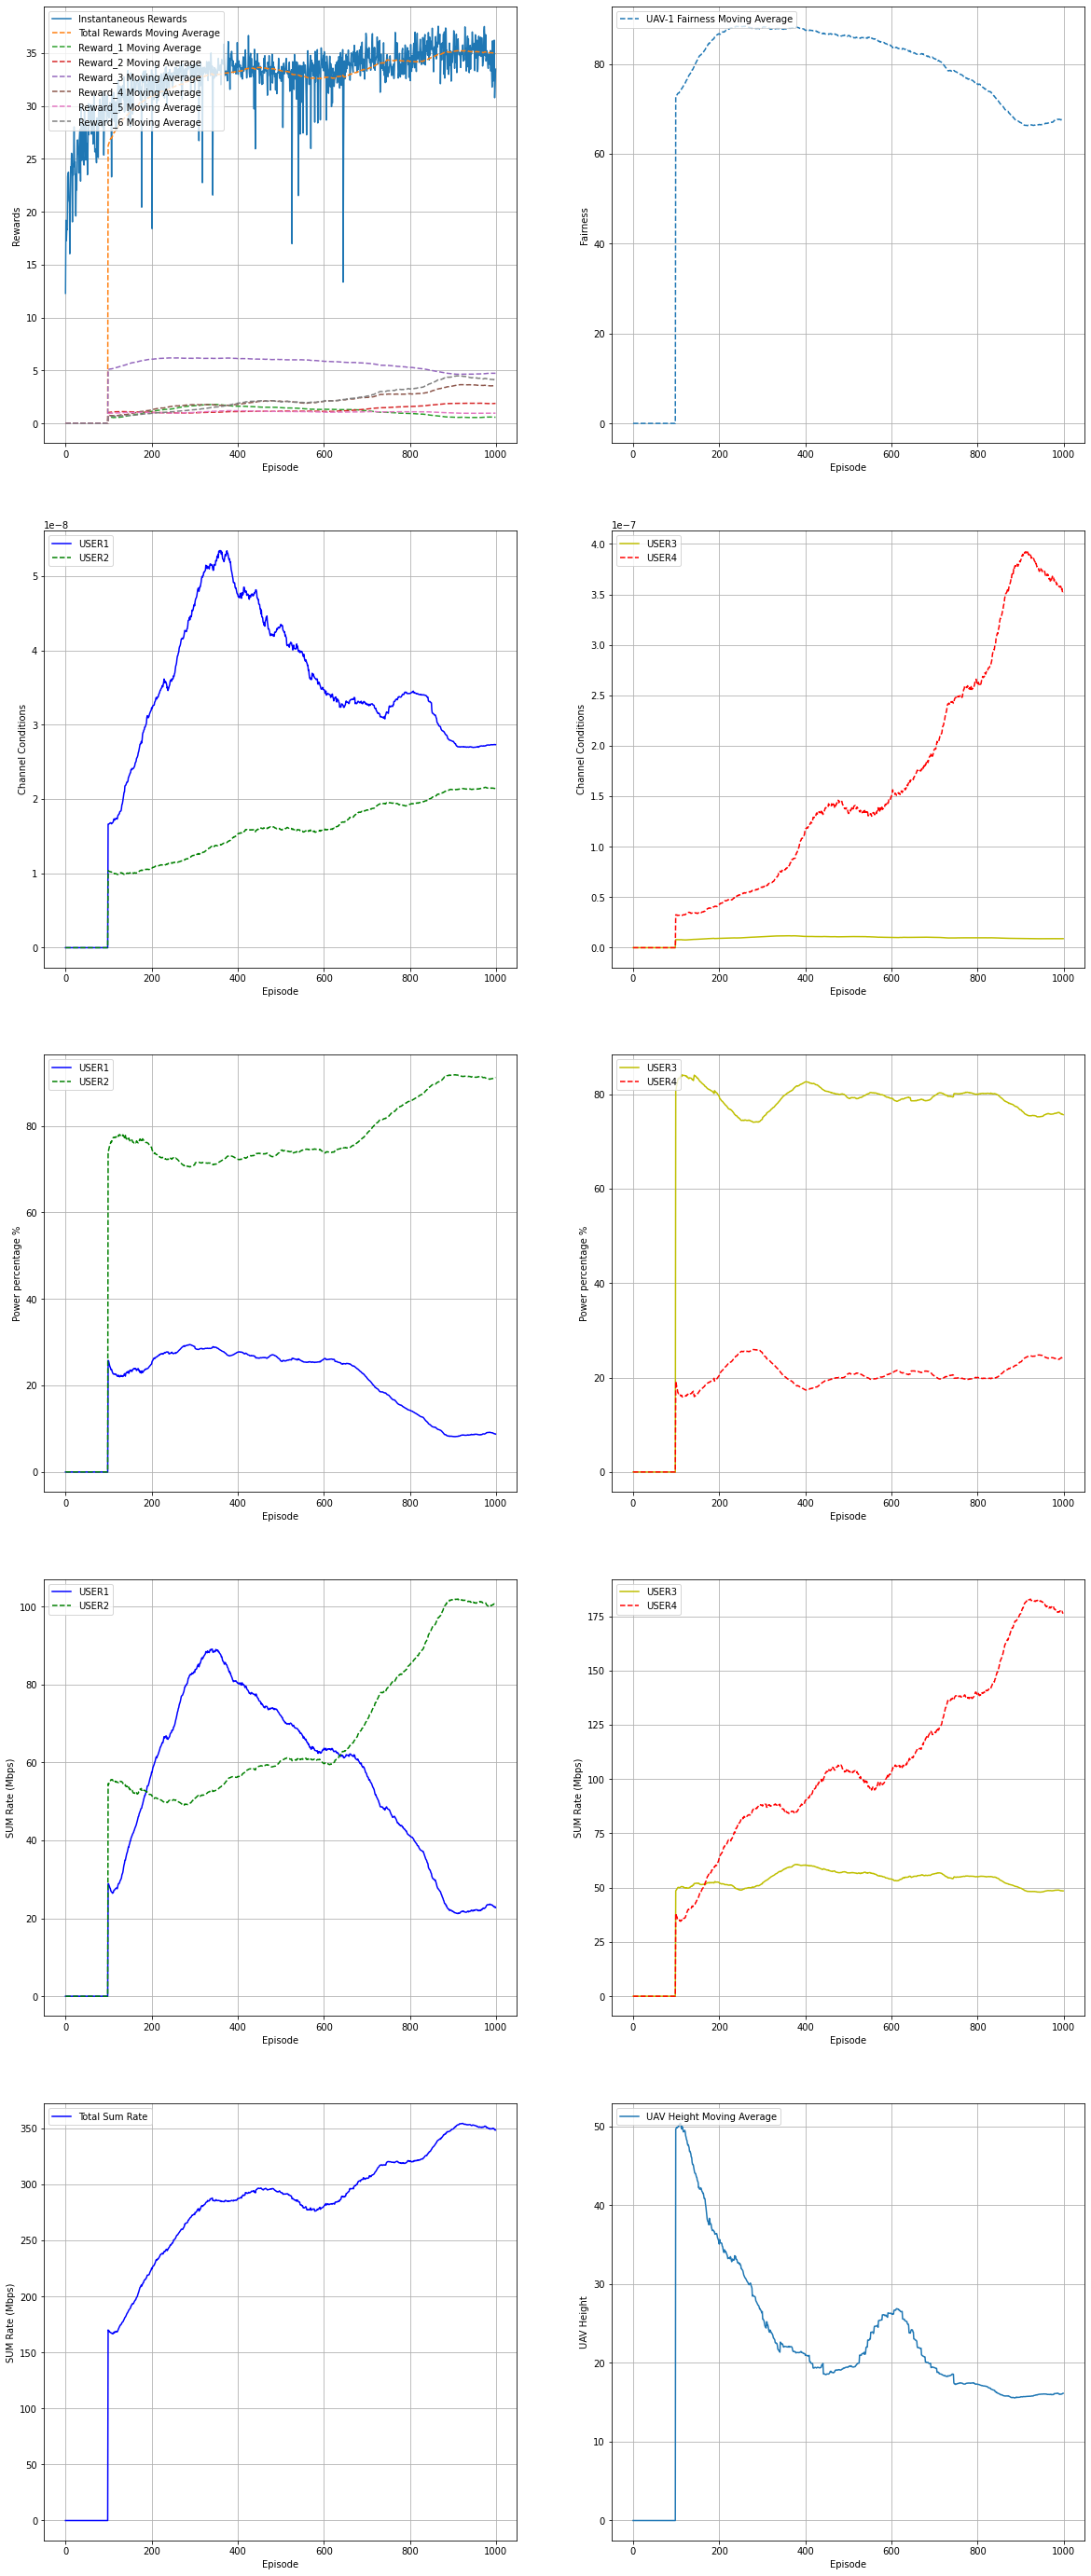 Instantaneous Rewards
Total Rewards Moving Average
Reward_1 Moving Average
Reward_2 Moving Average
Reward_3 Moving Average
Reward_4 Moving Average
Reward_5 Moving Average
Reward_6 Moving Average
35
30
25
20
15
10
5
0
Rewards
0 200 400 600 800 1000
Episode
UAV-1 Fairness Moving Average
80
60
40
20
0
Fairness
0 200 400 600 800 1000
Episode
1e−8
USER1
USER2
5
4
3
2
1
0
Channel Conditions
0 200 400 600 800 1000
Episode
1e−7
USER3
USER4
4.0
3.5
3.0
2.5
2.0
1.5
1.0
0.5
0.0
Channel Conditions
0 200 400 600 800 1000
Episode
USER1
USER2
80
60
40
20
0
Power percentage %
0 200 400 600 800 1000
Episode
USER3
USER4
80
60
40
20
0
Power percentage %
0 200 400 600 800 1000
Episode
USER1
USER2
100
80
60
40
20
0
SUM Rate (Mbps)
0 200 400 600 800 1000
Episode
USER3
USER4
175
150
125
100
75
50
25
0
SUM Rate (Mbps)
0 200 400 600 800 1000
Episode
Total Sum Rate
350
300
250
200
150
100
50
0
SUM Rate (Mbps)
0 200 400 600 800 1000
Episode
UAV Height Moving Average
50
40
30
20
10
0
UAV Height
0 200 400 600 800 1000
Episode